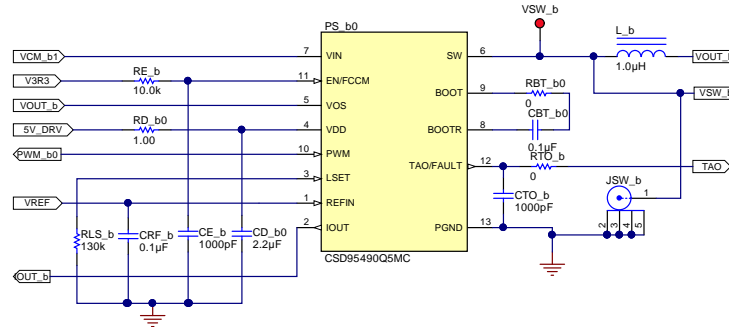 VSW_b
PS_b0
L_b
VCM_b1
7
VIN
SW
6
1.0µH
VOUT_
V3R3
RE_b
10.0k
11
EN/FCCM
VOUT_b
5
VOS
BOOT
9
RBT_b0
0
VSW_b
5V_DRV
RD_b0
1.00
4
VDD
BOOTR
8
CBT_b0
0.1µF
PWM_b0
10
PWM
TAO/FAULT
12
RTO_b
0
TAO
3
LSET
VREF
1
REFIN
CTO_b
1000pF
JSW_b
1
2
3
4
5
RLS_b
130k
CRF_b
0.1µF
CE_b
1000pF
CD_b0
2.2µF
2
IOUT
PGND
13
IOUT_b
CSD95490Q5MC